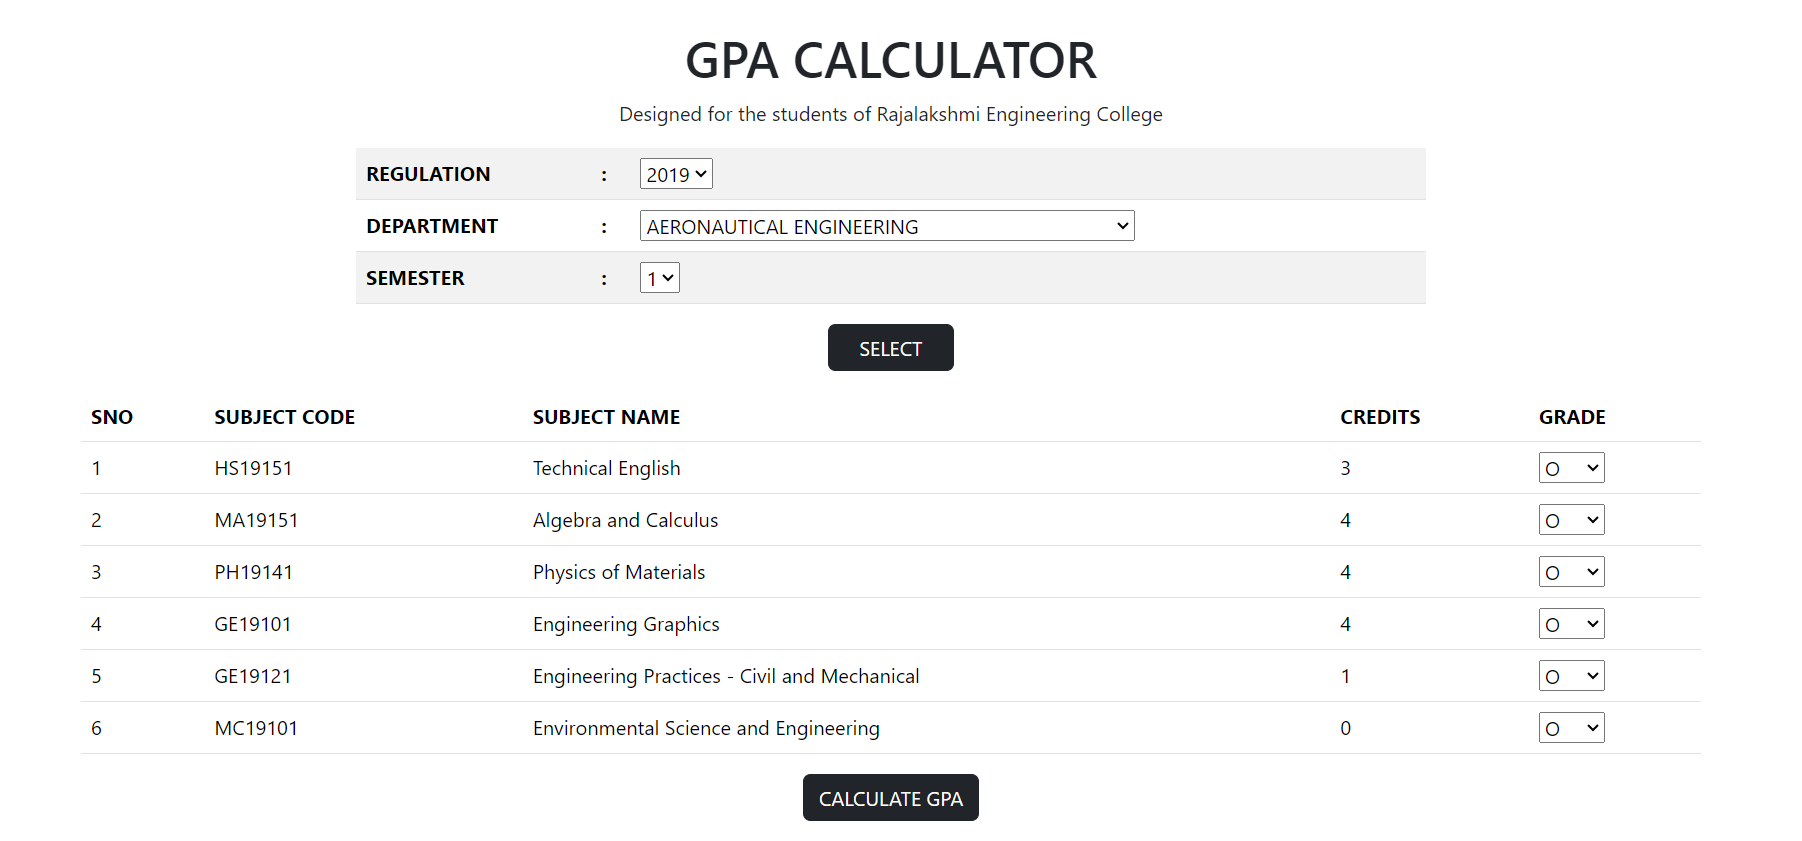 GPA CALCULATOR
Designed for the students of Rajalakshmi Engineering College
REGULATION : 2019
DEPARTMENT : AERONAUTICAL ENGINEERING
SEMESTER : 1
SELECT
SNO SUBJECT CODE SUBJECT NAME CREDITS GRADE
1 HS19151 Technical English 3 O
2 MA19151 Algebra and Calculus 4 O
3 PH19141 Physics of Materials 4 O
4 GE19101 Engineering Graphics 4 O
5 GE19121 Engineering Practices - Civil and Mechanical 1 O
6 MC19101 Environmental Science and Engineering 0 O
CALCULATE GPA